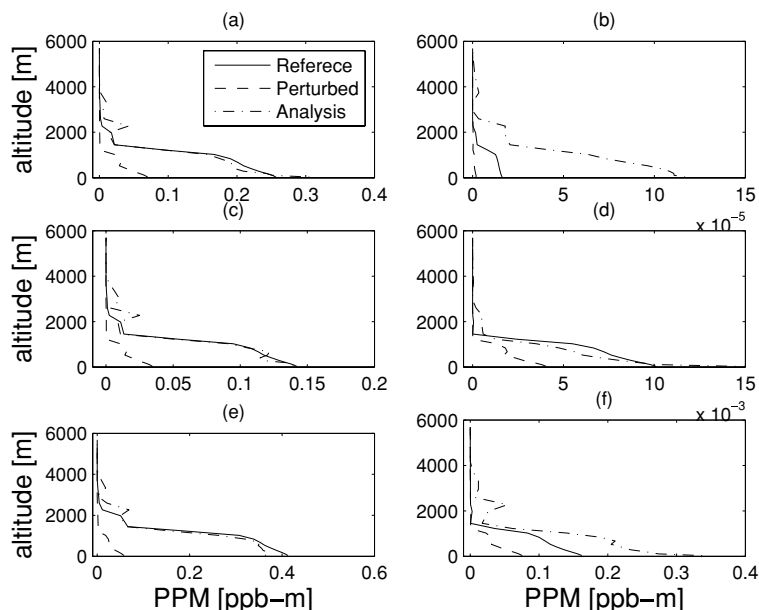 (a)
(b)
6000
4000
2000
0
altitude [m]
Referece
Perturbed
Analysis
0 0.1 0.2 0.3 0.4
6000
4000
2000
0
0 5 10 15
x 10⁻⁵
(c)
(d)
6000
4000
2000
0
altitude [m]
0 0.05 0.1 0.15 0.2
6000
4000
2000
0
0 5 10 15
x 10⁻³
(e)
(f)
6000
4000
2000
0
altitude [m]
0 0.2 0.4 0.6
PPM [ppb−m]
6000
4000
2000
0
0 0.1 0.2 0.3 0.4
PPM [ppb−m]